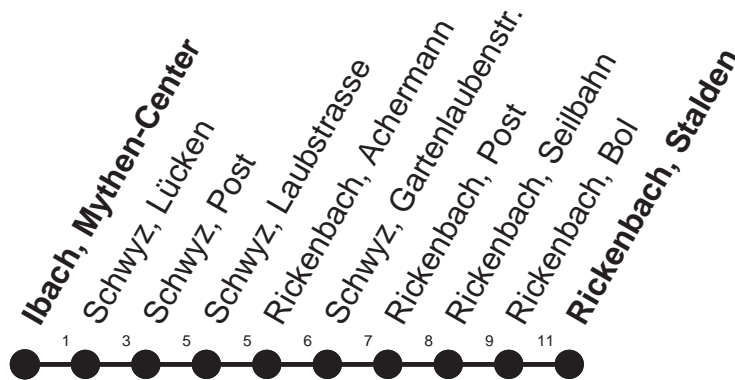 Ibach, Mythen-Center
Schwyz, Lücken
Schwyz, Post
Schwyz, Laubstrasse
Rickenbach, Achermann
Schwyz, Gartenlaubenstr.
Rickenbach, Post
Rickenbach, Seilbahn
Rickenbach, Bol
Rickenbach, Stalden
1 3 5 5 6 7 8 9 11